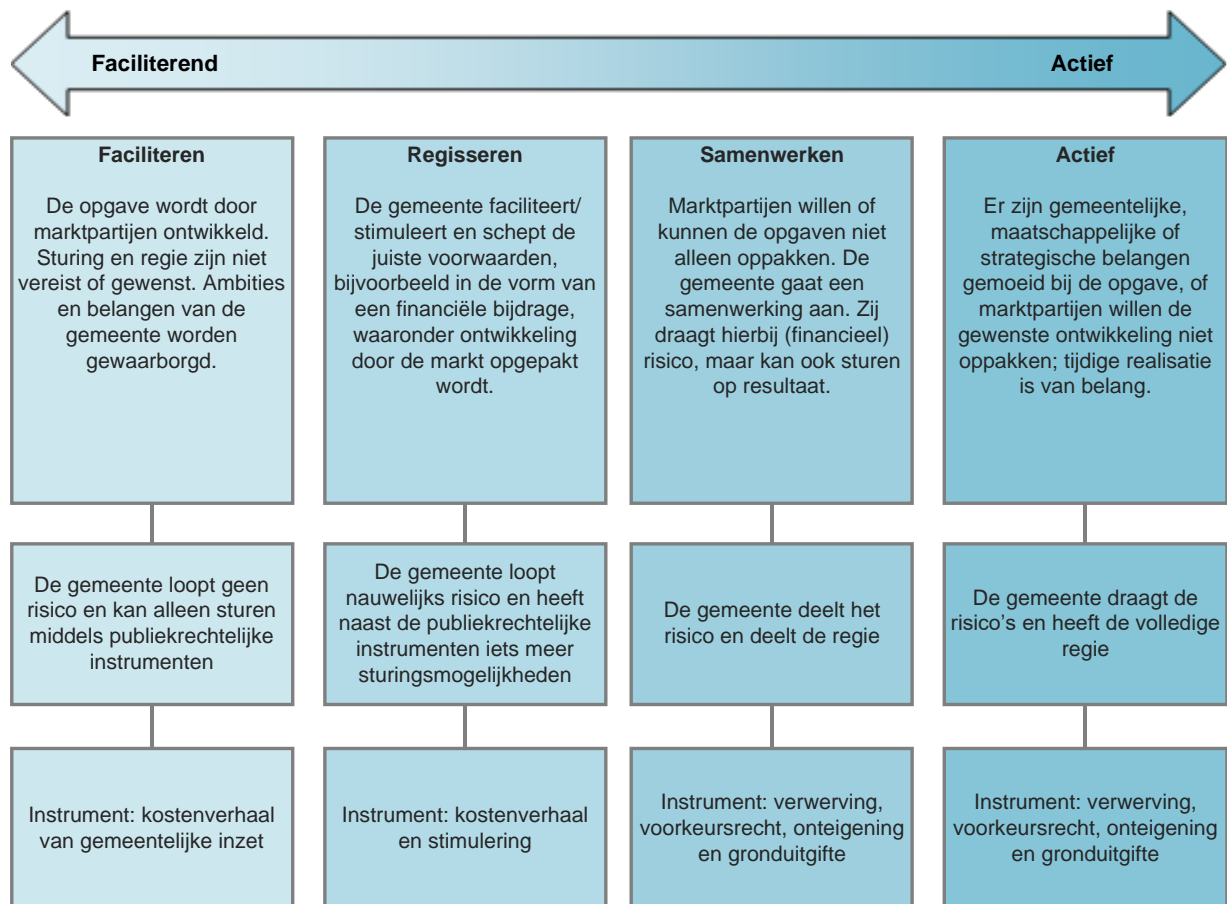 Faciliterend
Actief
Faciliteren
De opgave wordt door
marktpartijen ontwikkeld.
Sturing en regie zijn niet
vereist of gewenst. Ambities
en belangen van de
gemeente worden
gewaarborgd.
Regisseren
De gemeente faciliteert/
stimuleert en schept de
juiste voorwaarden,
bijvoorbeeld in de vorm van
een financiële bijdrage,
waaronder ontwikkeling
door de markt opgepakt
wordt.
Samenwerken
Marktpartijen willen of
kunnen de opgaven niet
alleen oppakken. De
gemeente gaat een
samenwerking aan. Zij
draagt hierbij (financieel)
risico, maar kan ook sturen
op resultaat.
Actief
Er zijn gemeentelijke,
maatschappelijke of
strategische belangen
gemoeid bij de opgave, of
marktpartijen willen de
gewenste ontwikkeling niet
oppakken; tijdige realisatie
is van belang.
De gemeente loopt geen
risico en kan alleen sturen
middels publiekrechtelijke
instrumenten
De gemeente loopt
nauwelijks risico en heeft
naast de publiekrechtelijke
instrumenten iets meer
sturingsmogelijkheden
De gemeente deelt het
risico en deelt de regie
De gemeente draagt de
risico's en heeft de volledige
regie
Instrument: kostenverhaal
van gemeentelijke inzet
Instrument: kostenverhaal
en stimulering
Instrument: verwerving,
voorkeursrecht, onteigening
en gronduitgifte
Instrument: verwerving,
voorkeursrecht, onteigening
en gronduitgifte